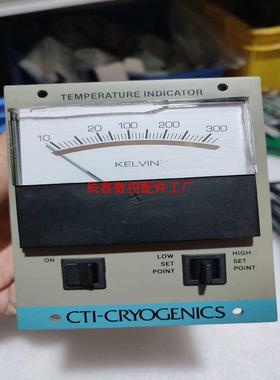 TEMPERATURE INDICATOR
10 20 100 200 300
KELVIN
辰鑫数控配件工厂
ON
LOW SET POINT
HIGH SET POINT
CTI-CRYOGENICS